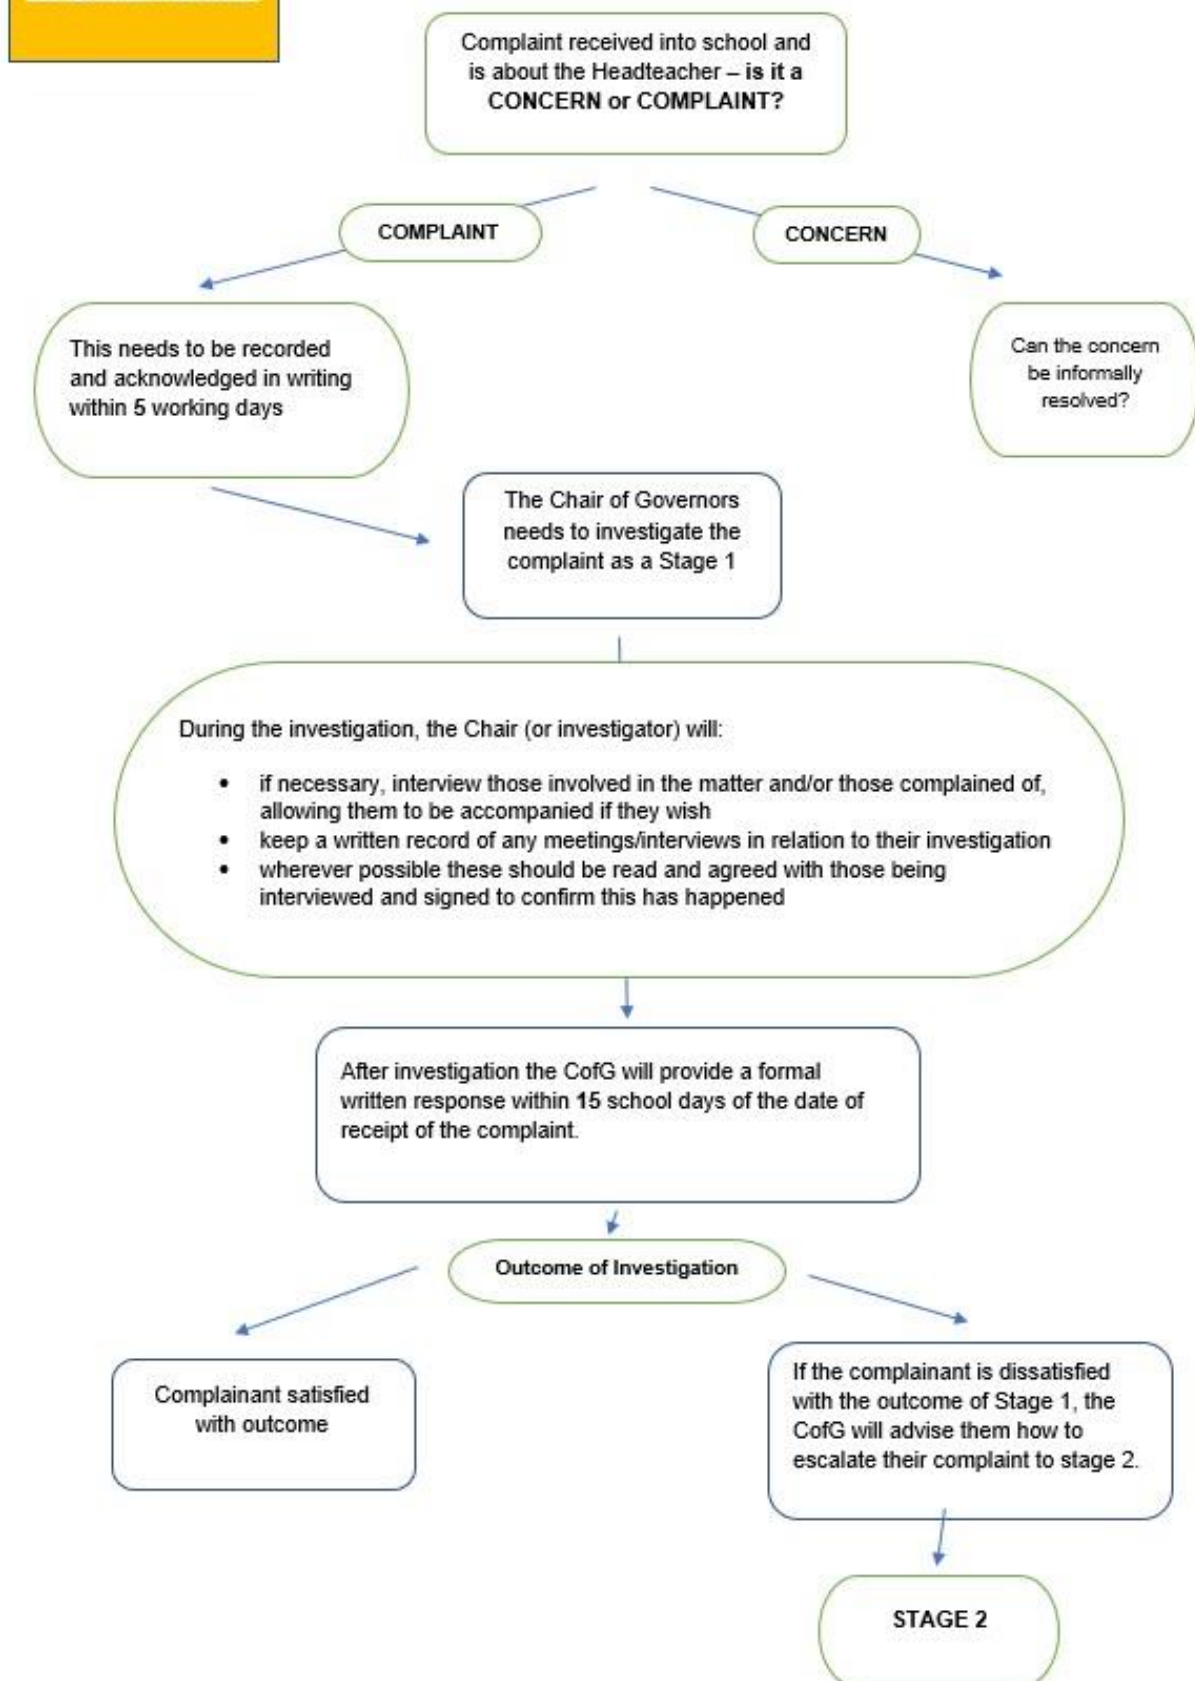 Complaint received into school and
is about the Headteacher – is it a
CONCERN or COMPLAINT?
COMPLAINT
CONCERN
This needs to be recorded
and acknowledged in writing
within 5 working days
Can the concern
be informally
resolved?
The Chair of Governors
needs to investigate the
complaint as a Stage 1
During the investigation, the Chair (or investigator) will:
• if necessary, interview those involved in the matter and/or those complained of,
allowing them to be accompanied if they wish
• keep a written record of any meetings/interviews in relation to their investigation
• wherever possible these should be read and agreed with those being
interviewed and signed to confirm this has happened
After investigation the CofG will provide a formal
written response within 15 school days of the date of
receipt of the complaint.
Outcome of Investigation
Complainant satisfied
with outcome
If the complainant is dissatisfied
with the outcome of Stage 1, the
CofG will advise them how to
escalate their complaint to stage 2.
STAGE 2